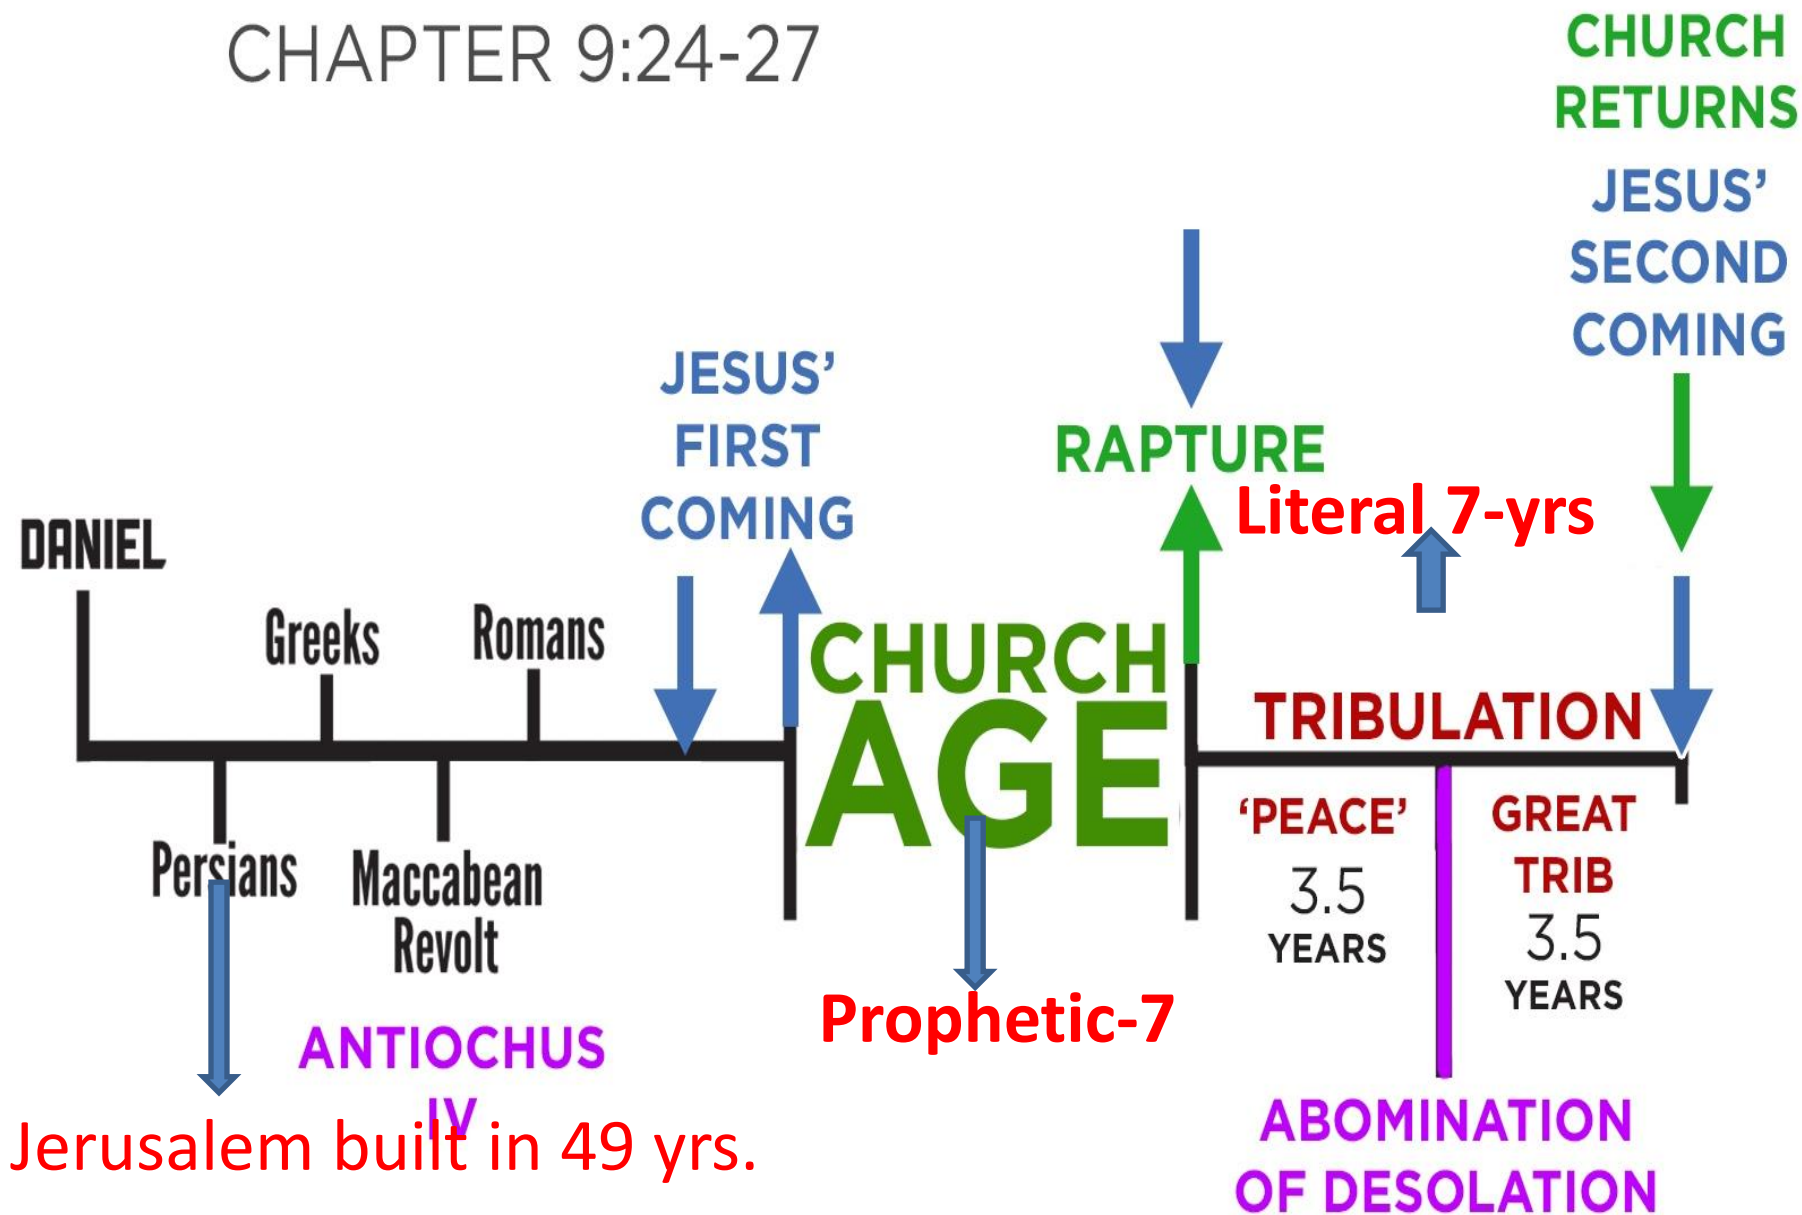 CHAPTER 9:24-27
CHURCH
RETURNS
JESUS’
SECOND
COMING
JESUS’
FIRST
COMING
RAPTURE
Literal 7-yrs
DANIEL
Greeks
Romans
CHURCH
AGE
TRIBULATION
‘PEACE’
3.5
YEARS
GREAT
TRIB
3.5
YEARS
Persians
Maccabean
Revolt
Prophetic-7
ANTIOCHUS
IV
Jerusalem built in 49 yrs.
ABOMINATION
OF DESOLATION